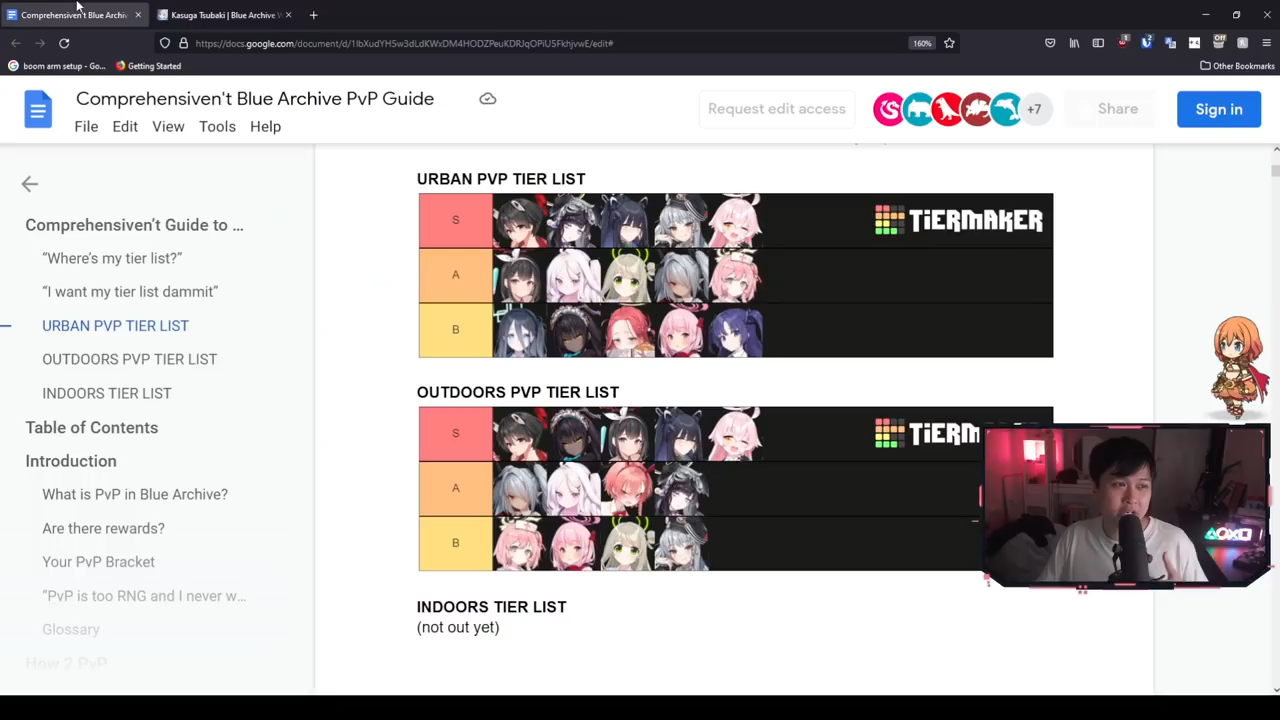 Comprehensiven't Blue Archiv
Kasuga Tsubaki | Blue Archive W
https://docs.google.com/document/d/
160%
boom arm setup - Go...
Getting Started
Other Bookmarks
Comprehensiven't Blue Archive PvP Guide
Request edit access
+7
Share
Sign in
File Edit View Tools Help
Comprehensiven't Guide to ...
"Where's my tier list?"
"I want my tier list dammit"
URBAN PVP TIER LIST
OUTDOORS PVP TIER LIST
INDOORS TIER LIST
Table of Contents
Introduction
What is PvP in Blue Archive?
Are there rewards?
Your PvP Bracket
"PvP is too RNG and I never w...
Glossary
How 2 PvP
URBAN PVP TIER LIST
S
TiERMAKER
A
B
OUTDOORS PVP TIER LIST
S
TiERM
A
B
INDOORS TIER LIST
(not out yet)